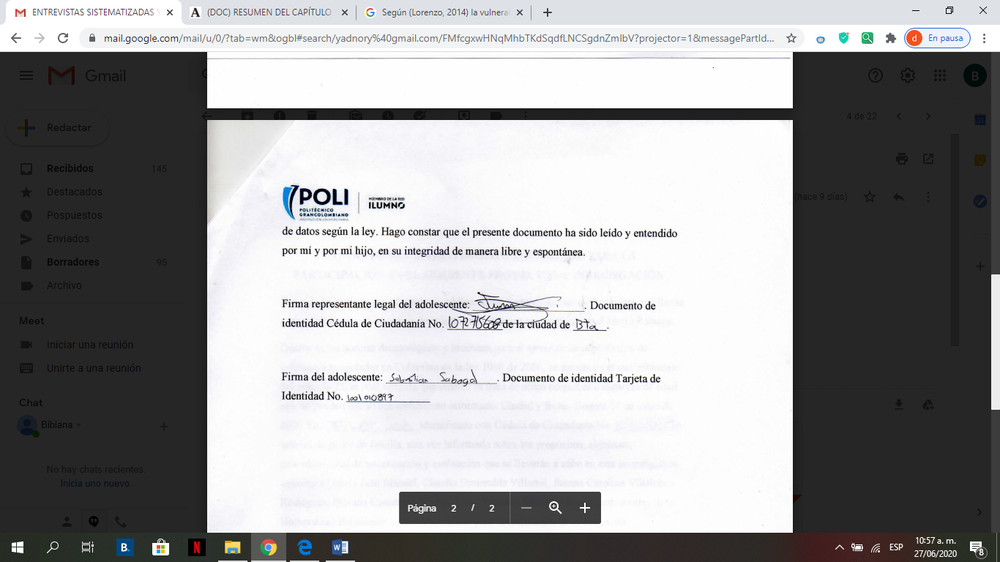 ENTREVISTAS SISTEMATIZADAS Y
(DOC) RESUMEN DEL CAPÍTULO
Según (Lorenzo, 2014) la vulneral
mail.google.com/mail/u/0/?tab=wm&ogbl#search/yadnory%40gmail.com/FMfcgxwHNqMhbTKdSqdfLNCSgdnZmlbV?projector=1&messagePartId...
d En pausa
Gmail
B
Redactar
4 de 22
Recibidos 145
Destacados
Pospuestos
Enviados
Borradores 95
Archivo
(hace 9 días)
Meet
Iniciar una reunión
Unirte a una reunión
Chat
Bibiana
No hay chats recientes.
Inicia uno nuevo.
POLI
POLITÉCNICO
GRANCOLOMBIANO
INSTITUCIÓN UNIVERSITARIA
MIEMBRO DE LA RED
ILUMNO
de datos según la ley. Hago constar que el presente documento ha sido leído y entendido
por mí y por mi hijo, en su integridad de manera libre y espontánea.
Firma representante legal del adolescente: . Documento de
identidad Cédula de Ciudadanía No. 1072715608 de la ciudad de Bta.
Firma del adolescente: Sebastian Sabogal. Documento de identidad Tarjeta de
Identidad No. 1001010897
Página 2 / 2
B.
N
ESP
10:57 a. m.
27/06/2020
8